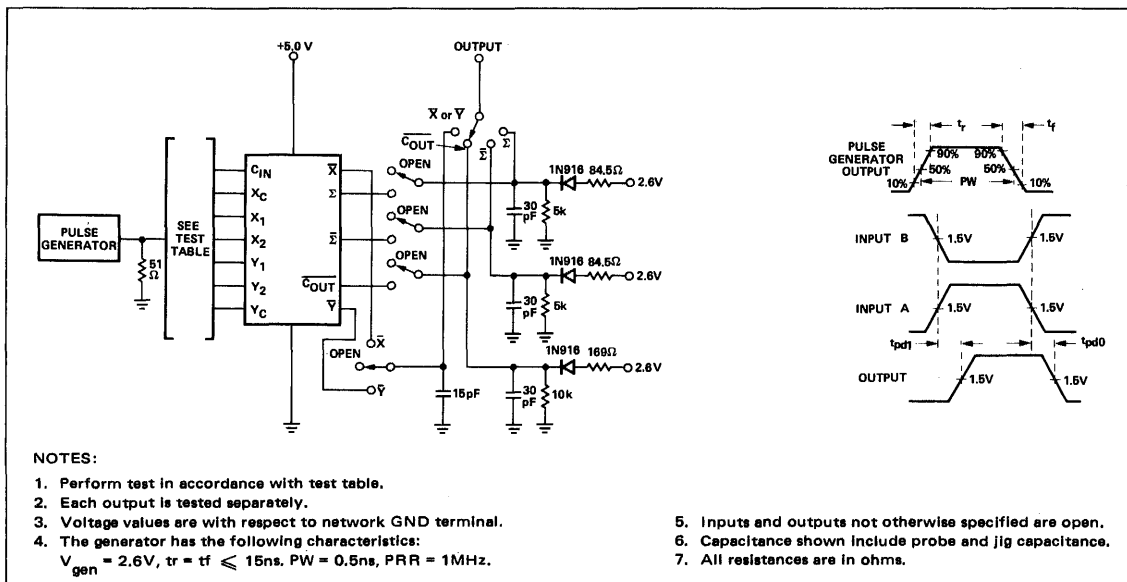 +5.0 V
OUTPUT
X̅ or Y̅
C̅O̅U̅T̅
Σ̅
Σ
PULSE
GENERATOR
51
Ω
SEE
TEST
TABLE
CIN
XC
X1
X2
Y1
Y2
YC
X̅
Σ
Σ̅
C̅O̅U̅T̅
Y̅
OPEN
OPEN
OPEN
OPEN
X̅
Y̅
1N916 84.5Ω
2.6V
30
pF
5k
1N916 84.5Ω
2.6V
30
pF
5k
1N916 169Ω
2.6V
15pF
30
pF
10k
tr
tf
PULSE
GENERATOR
OUTPUT
90% 90%
50% 50%
10% PW 10%
INPUT B
1.5V 1.5V
INPUT A
1.5V 1.5V
tpd1 tpd0
OUTPUT
1.5V 1.5V
NOTES:
1. Perform test in accordance with test table.
2. Each output is tested separately.
3. Voltage values are with respect to network GND terminal.
4. The generator has the following characteristics:
Vgen = 2.6V, tr = tf ⩽ 15ns. PW = 0.5ns, PRR = 1MHz.
5. Inputs and outputs not otherwise specified are open.
6. Capacitance shown include probe and jig capacitance.
7. All resistances are in ohms.